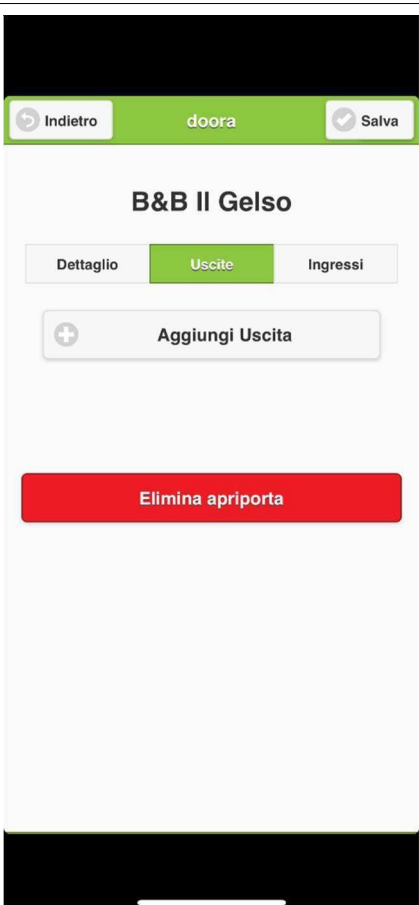 Indietro
doora
Salva
B&B Il Gelso
Dettaglio
Uscite
Ingressi
Aggiungi Uscita
Elimina apriporta